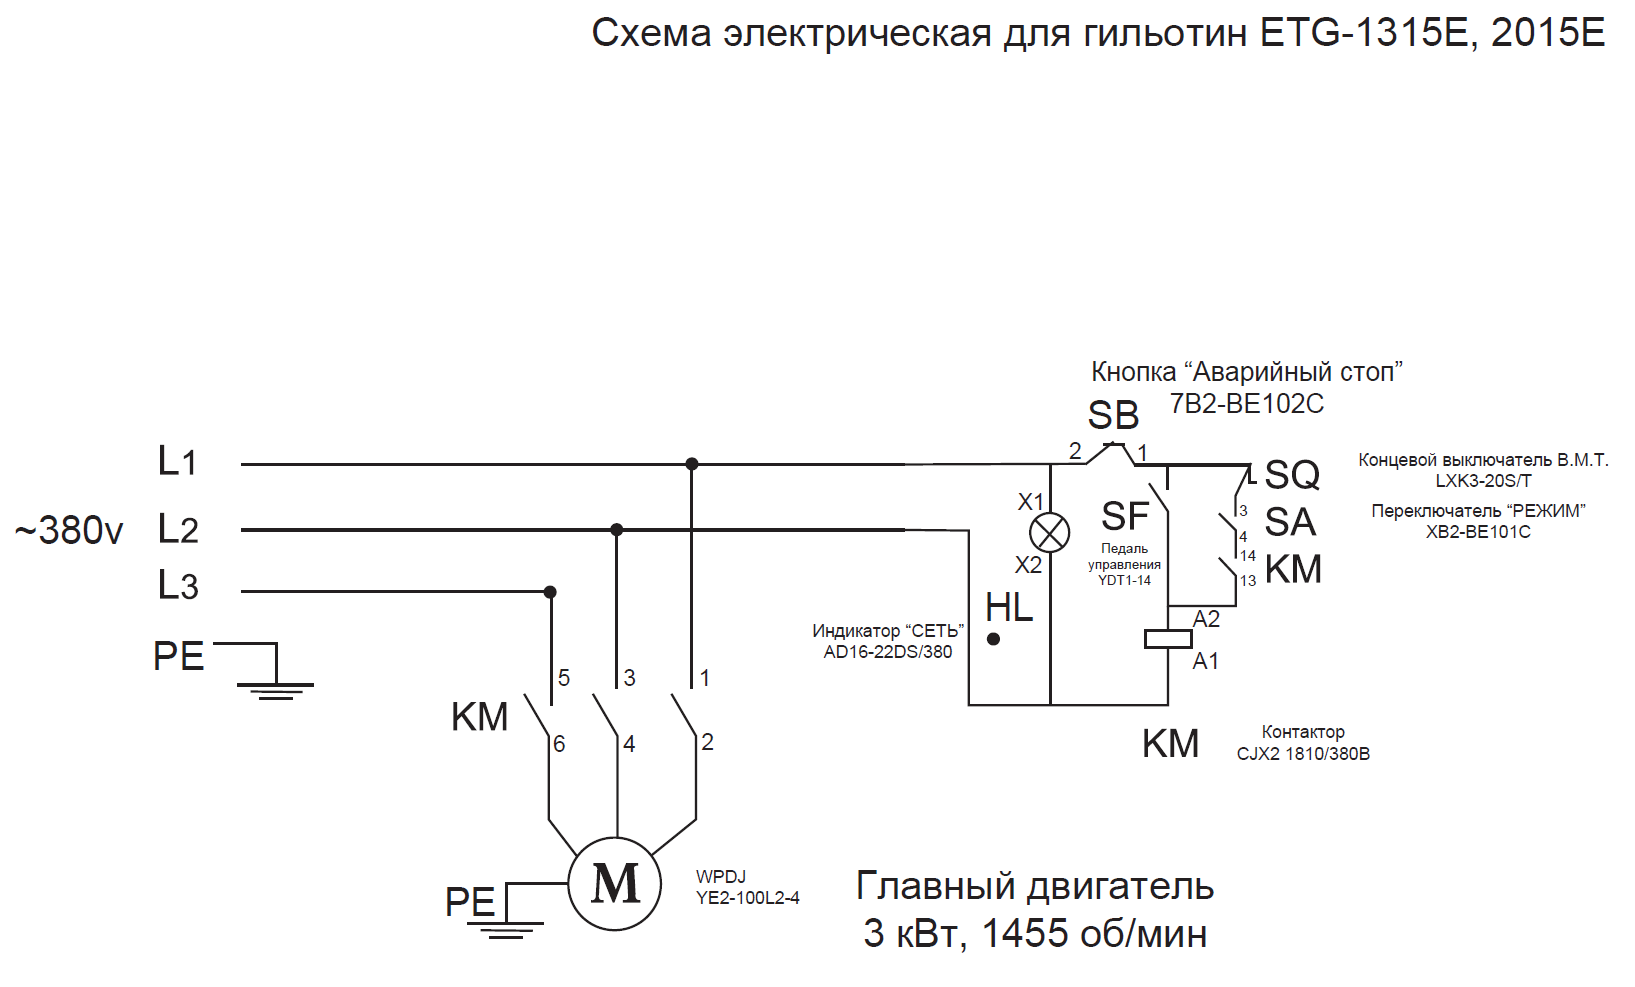 Схема электрическая для гильотин ETG-1315E, 2015E
Кнопка “Аварийный стоп”
7B2-BE102C
SB
2
1
L1
SQ
Концевой выключатель В.М.Т.
LXK3-20S/T
X1
SF
3
SA
4
Переключатель “РЕЖИМ”
XB2-BE101C
~380v
L2
X2
Педаль
управления
YDT1-14
14
KM
13
L3
HL
A2
Индикатор “СЕТЬ”
AD16-22DS/380
A1
PE
5
3
1
KM
6
4
2
KM
Контактор
CJX2 1810/380В
M
WPDJ
YE2-100L2-4
PE
Главный двигатель
3 кВт, 1455 об/мин